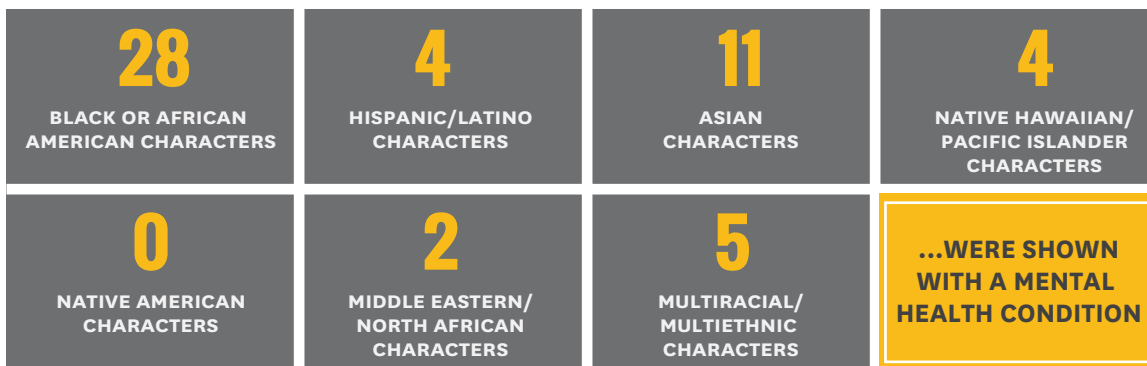 28
BLACK OR AFRICAN
AMERICAN CHARACTERS
4
HISPANIC/LATINO
CHARACTERS
11
ASIAN
CHARACTERS
4
NATIVE HAWAIIAN/
PACIFIC ISLANDER
CHARACTERS
0
NATIVE AMERICAN
CHARACTERS
2
MIDDLE EASTERN/
NORTH AFRICAN
CHARACTERS
5
MULTIRACIAL/
MULTIETHNIC
CHARACTERS
...WERE SHOWN
WITH A MENTAL
HEALTH CONDITION